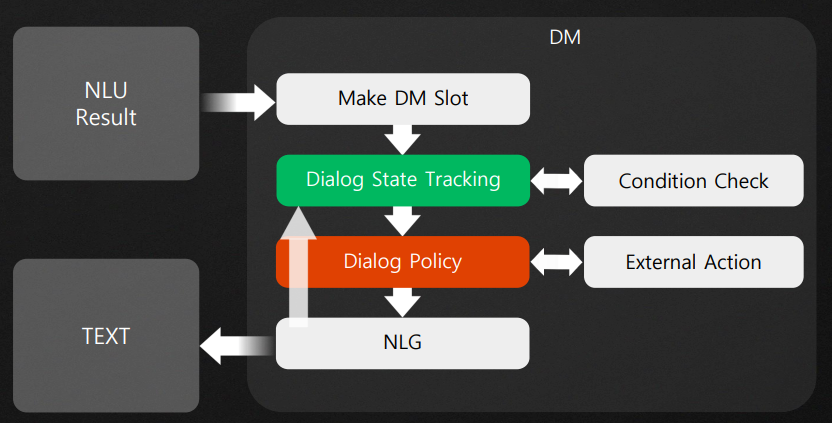 DM
NLU
Result
Make DM Slot
Dialog State Tracking
Condition Check
Dialog Policy
External Action
TEXT
NLG